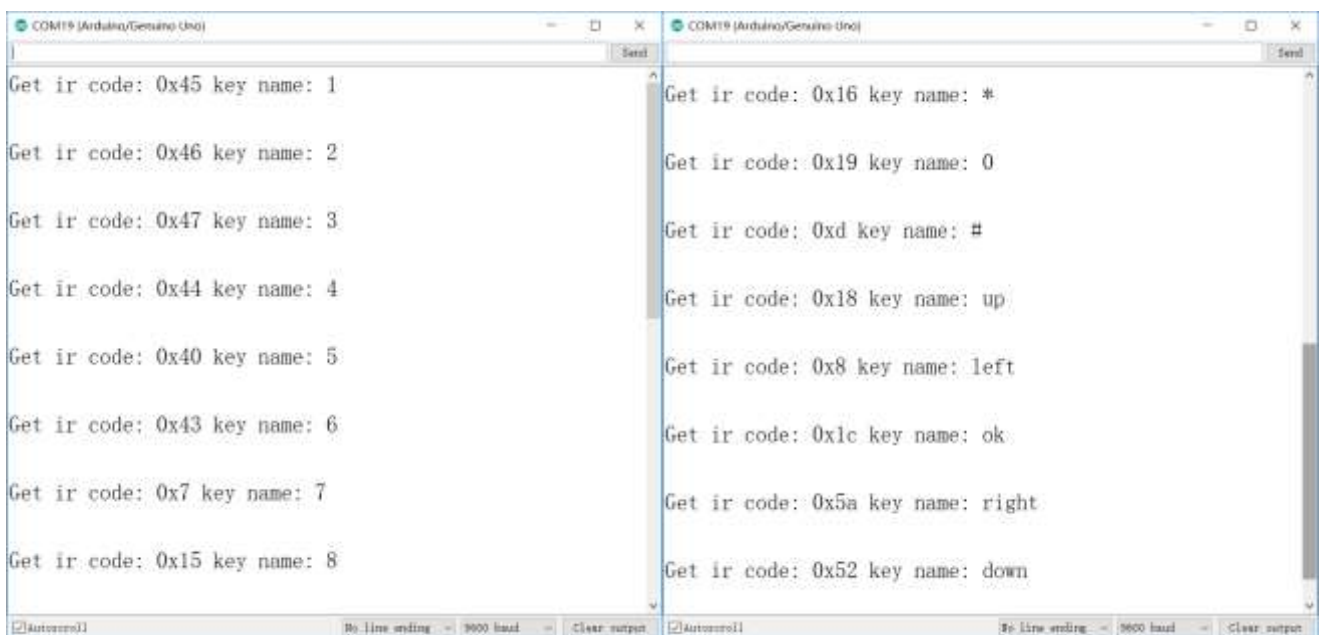 COM19 (Arduino/Genuino Uno)
Send
Get ir code: 0x45 key name: 1
Get ir code: 0x46 key name: 2
Get ir code: 0x47 key name: 3
Get ir code: 0x44 key name: 4
Get ir code: 0x40 key name: 5
Get ir code: 0x43 key name: 6
Get ir code: 0x7 key name: 7
Get ir code: 0x15 key name: 8
Autoscroll No line ending 9600 baud Clear output
COM19 (Arduino/Genuino Uno)
Send
Get ir code: 0x16 key name: *
Get ir code: 0x19 key name: 0
Get ir code: 0xd key name: #
Get ir code: 0x18 key name: up
Get ir code: 0x8 key name: left
Get ir code: 0x1c key name: ok
Get ir code: 0x5a key name: right
Get ir code: 0x52 key name: down
Autoscroll No line ending 9600 baud Clear output